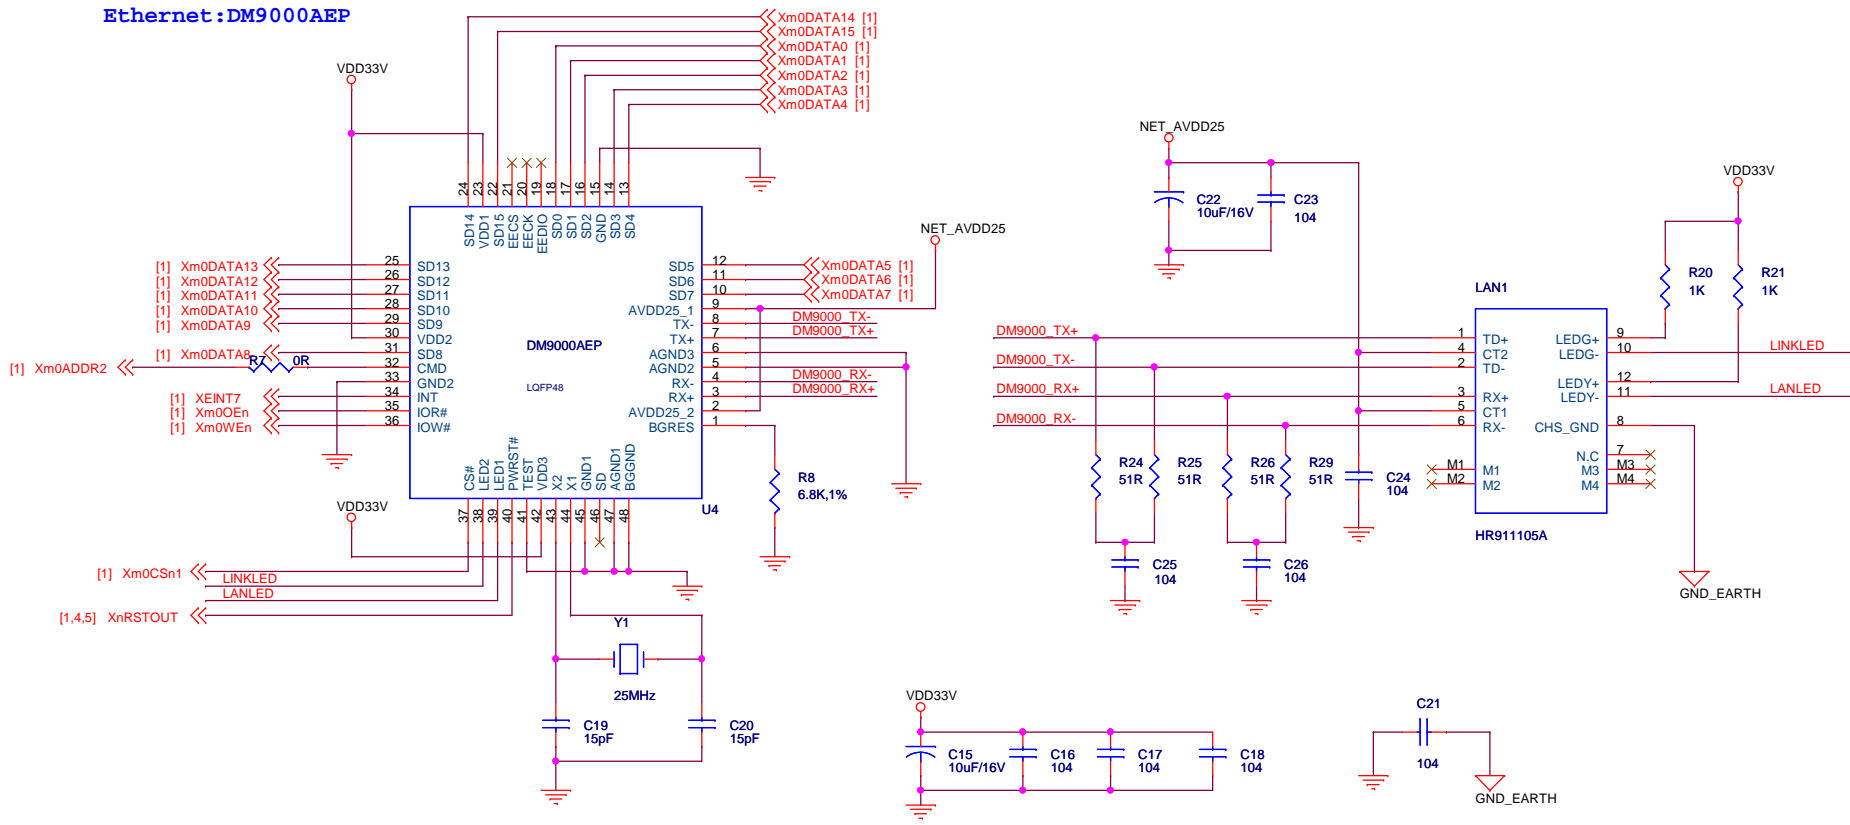 Ethernet:DM9000AEP
Xm0DATA14 [1]
Xm0DATA15 [1]
Xm0DATA0 [1]
Xm0DATA1 [1]
Xm0DATA2 [1]
Xm0DATA3 [1]
Xm0DATA4 [1]
VDD33V
24 23 22 21 20 19 18 17 16 15 14 13
SD14 VDD1 SD15 EECS EECK EEDIO SD0 SD1 SD2 GND SD3 SD4
NET_AVDD25
[1] Xm0DATA13 25 SD13
[1] Xm0DATA12 26 SD12
[1] Xm0DATA11 27 SD11
[1] Xm0DATA10 28 SD10
[1] Xm0DATA9 29 SD9
30 VDD2
[1] Xm0DATA8 31 SD8
[1] Xm0ADDR2 R7 0R 32 CMD
33 GND2
[1] XEINT7 34 INT
[1] Xm0OEn 35 IOR#
[1] Xm0WEn 36 IOW#
DM9000AEP
LQFP48
SD5 12 Xm0DATA5 [1]
SD6 11 Xm0DATA6 [1]
SD7 10 Xm0DATA7 [1]
AVDD25_1 9
TX- 8 DM9000_TX-
TX+ 7 DM9000_TX+
AGND3 6
AGND2 5
RX- 4 DM9000_RX-
RX+ 3 DM9000_RX+
AVDD25_2 2
BGRES 1
R8
6.8K,1%
U4
CS# LED2 LED1 PWRST# TEST VDD3 X2 X1 GND1 SD AGND1 BGGND
37 38 39 40 41 42 43 44 45 46 47 48
VDD33V
[1] Xm0CSn1
LINKLED
LANLED
[1,4,5] XnRSTOUT
Y1
25MHz
C19
15pF
C20
15pF
NET_AVDD25
C22
10uF/16V
C23
104
VDD33V
R20
1K
R21
1K
LAN1
DM9000_TX+ 1 TD+
4 CT2
DM9000_TX- 2 TD-
DM9000_RX+ 3 RX+
5 CT1
DM9000_RX- 6 RX-
M1 M1
M2 M2
LEDG+ 9
LEDG- 10 LINKLED
LEDY+ 12
LEDY- 11 LANLED
CHS_GND 8
N.C 7
M3 M3
M4 M4
HR911105A
R24
51R
R25
51R
R26
51R
R29
51R
C24
104
C25
104
C26
104
GND_EARTH
VDD33V
C15
10uF/16V
C16
104
C17
104
C18
104
C21
104
GND_EARTH